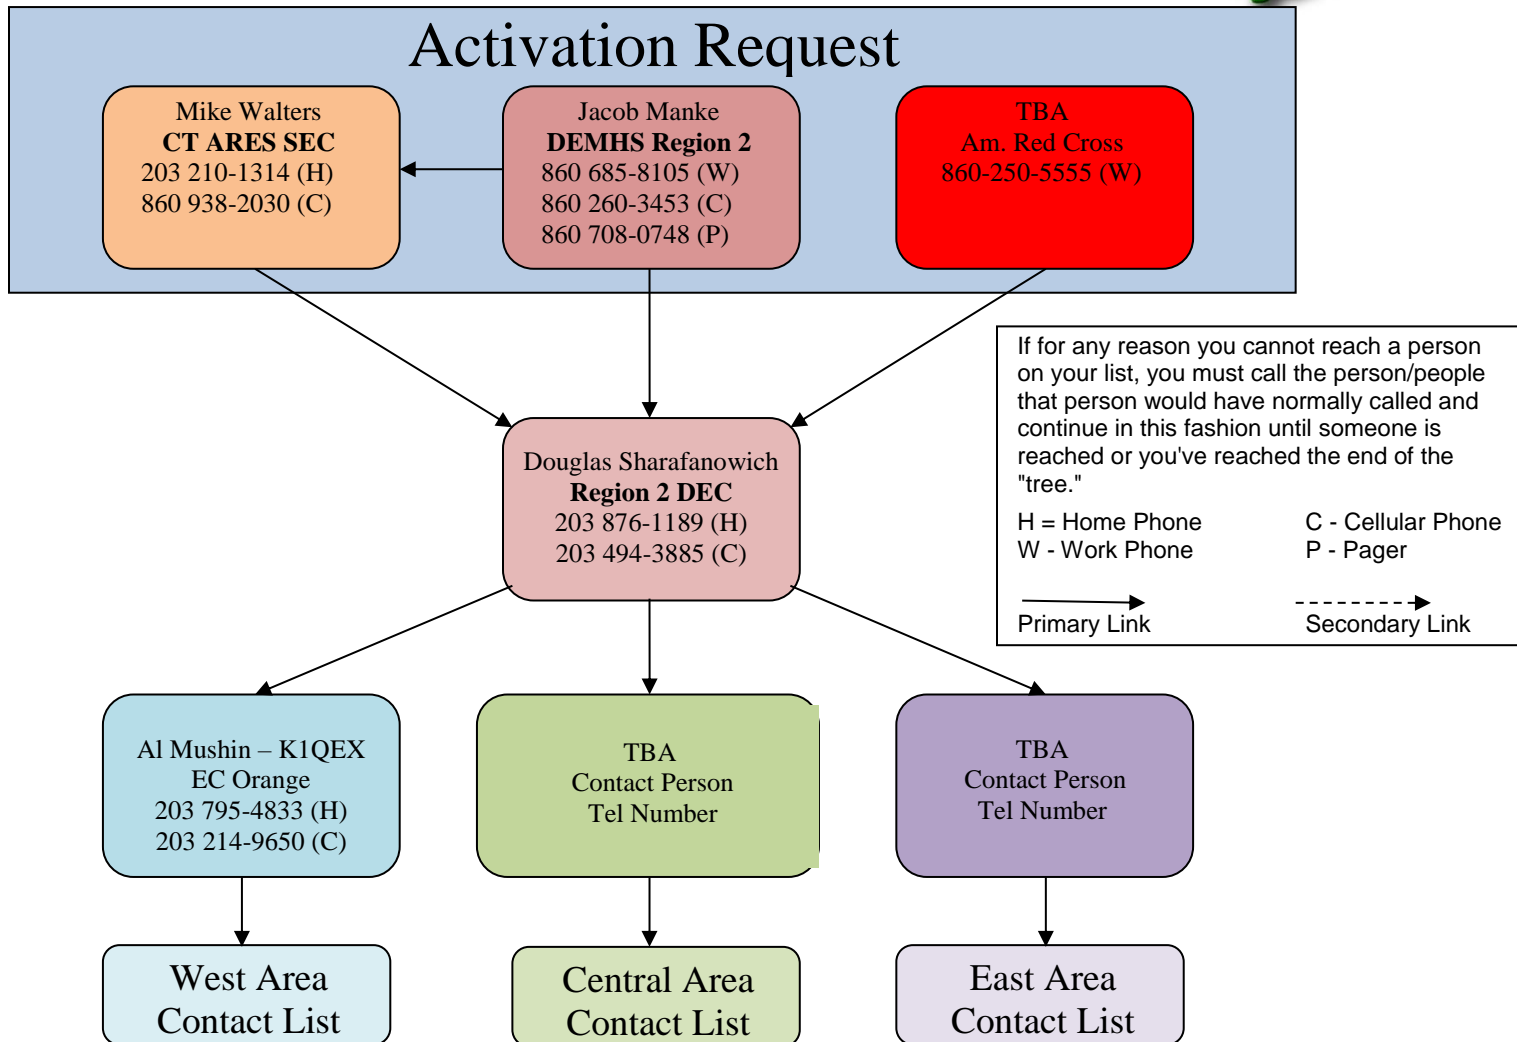 Activation Request
Mike Walters
CT ARES SEC
203 210-1314 (H)
860 938-2030 (C)
Jacob Manke
DEMHS Region 2
860 685-8105 (W)
860 260-3453 (C)
860 708-0748 (P)
TBA
Am. Red Cross
860-250-5555 (W)
If for any reason you cannot reach a person
on your list, you must call the person/people
that person would have normally called and
continue in this fashion until someone is
reached or you've reached the end of the
"tree."
H = Home Phone
C - Cellular Phone
W - Work Phone
P - Pager
Primary Link
Secondary Link
Douglas Sharafanowich
Region 2 DEC
203 876-1189 (H)
203 494-3885 (C)
Al Mushin – K1QEX
EC Orange
203 795-4833 (H)
203 214-9650 (C)
TBA
Contact Person
Tel Number
TBA
Contact Person
Tel Number
West Area
Contact List
Central Area
Contact List
East Area
Contact List